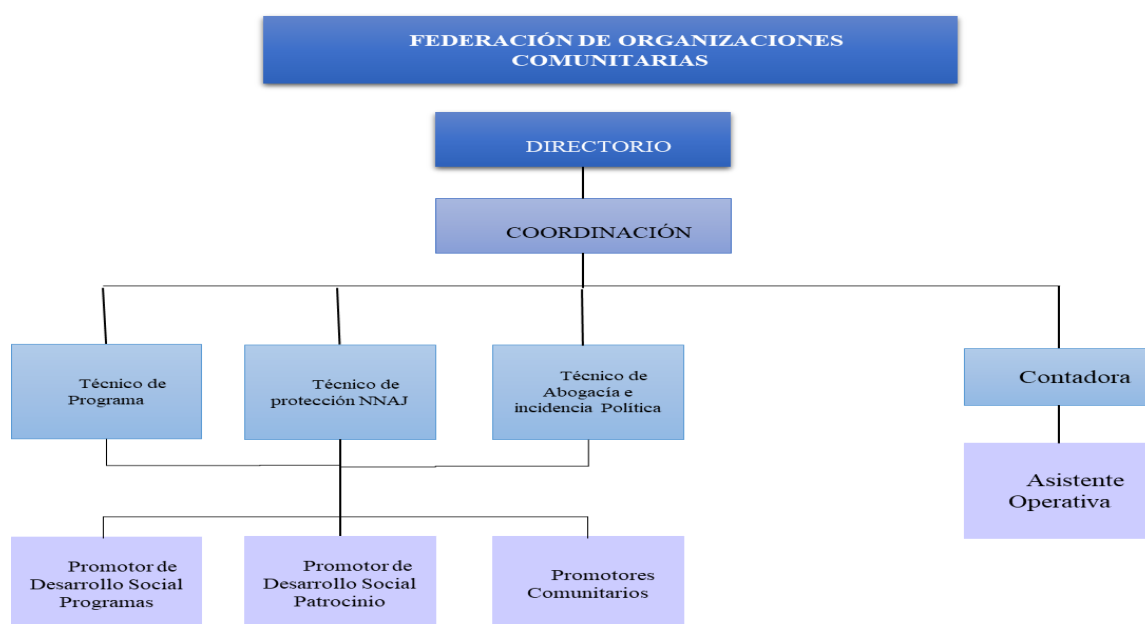 FEDERACIÓN DE ORGANIZACIONES
COMUNITARIAS
DIRECTORIO
COORDINACIÓN
Técnico de
Programa
Técnico de
protección NNAJ
Técnico de
Abogacía e
incidencia Política
Contadora
Asistente
Operativa
Promotor de
Desarrollo Social
Programas
Promotor de
Desarrollo Social
Patrocinio
Promotores
Comunitarios